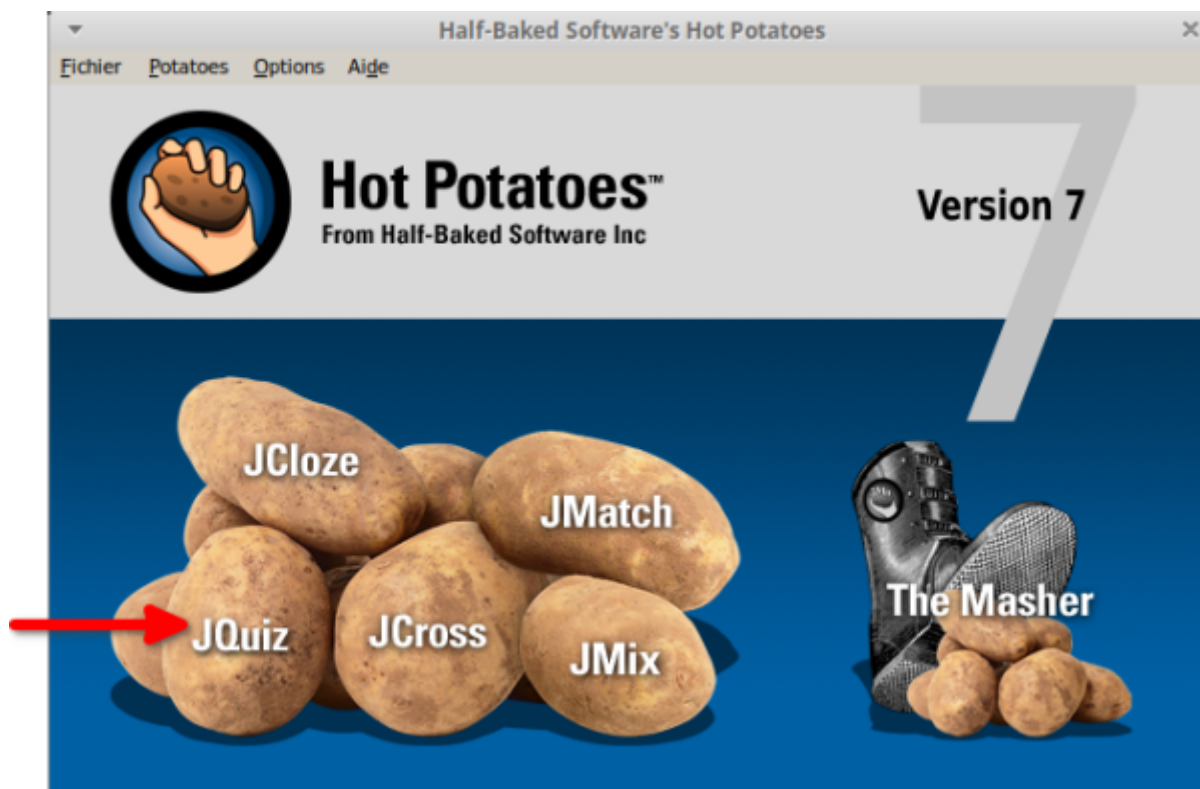 Half-Baked Software's Hot Potatoes
Fichier Potatoes Options Aide
7
Hot Potatoes™
From Half-Baked Software Inc
Version 7
JCloze
JMatch
JQuiz
JCross
JMix
The Masher